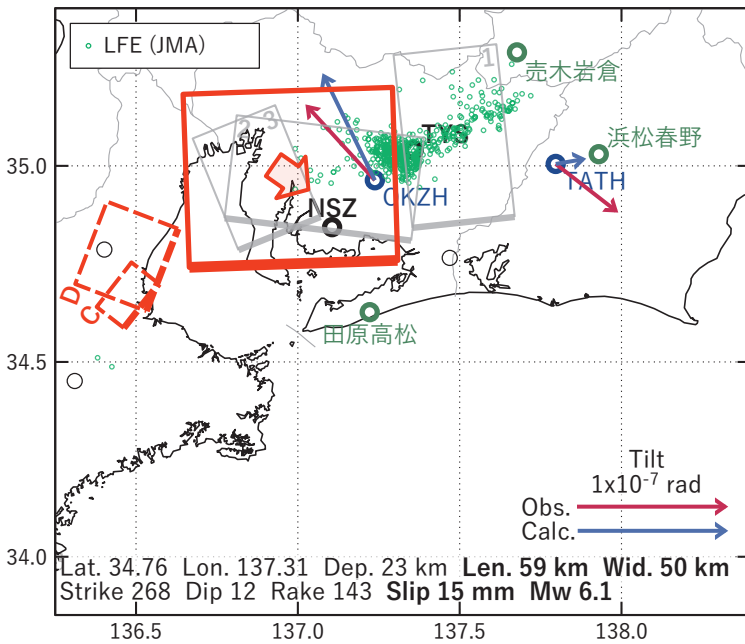 LFE (JMA)
1
売木岩倉
TYS
浜松春野
2
3
35.0
TATH
OKZH
NSZ
D
C
田原高松
34.5
Tilt
1x10⁻⁷ rad
Obs.
Calc.
34.0
Lat. 34.76 Lon. 137.31 Dep. 23 km Len. 59 km Wid. 50 km
Strike 268 Dip 12 Rake 143 Slip 15 mm Mw 6.1
136.5 137.0 137.5 138.0